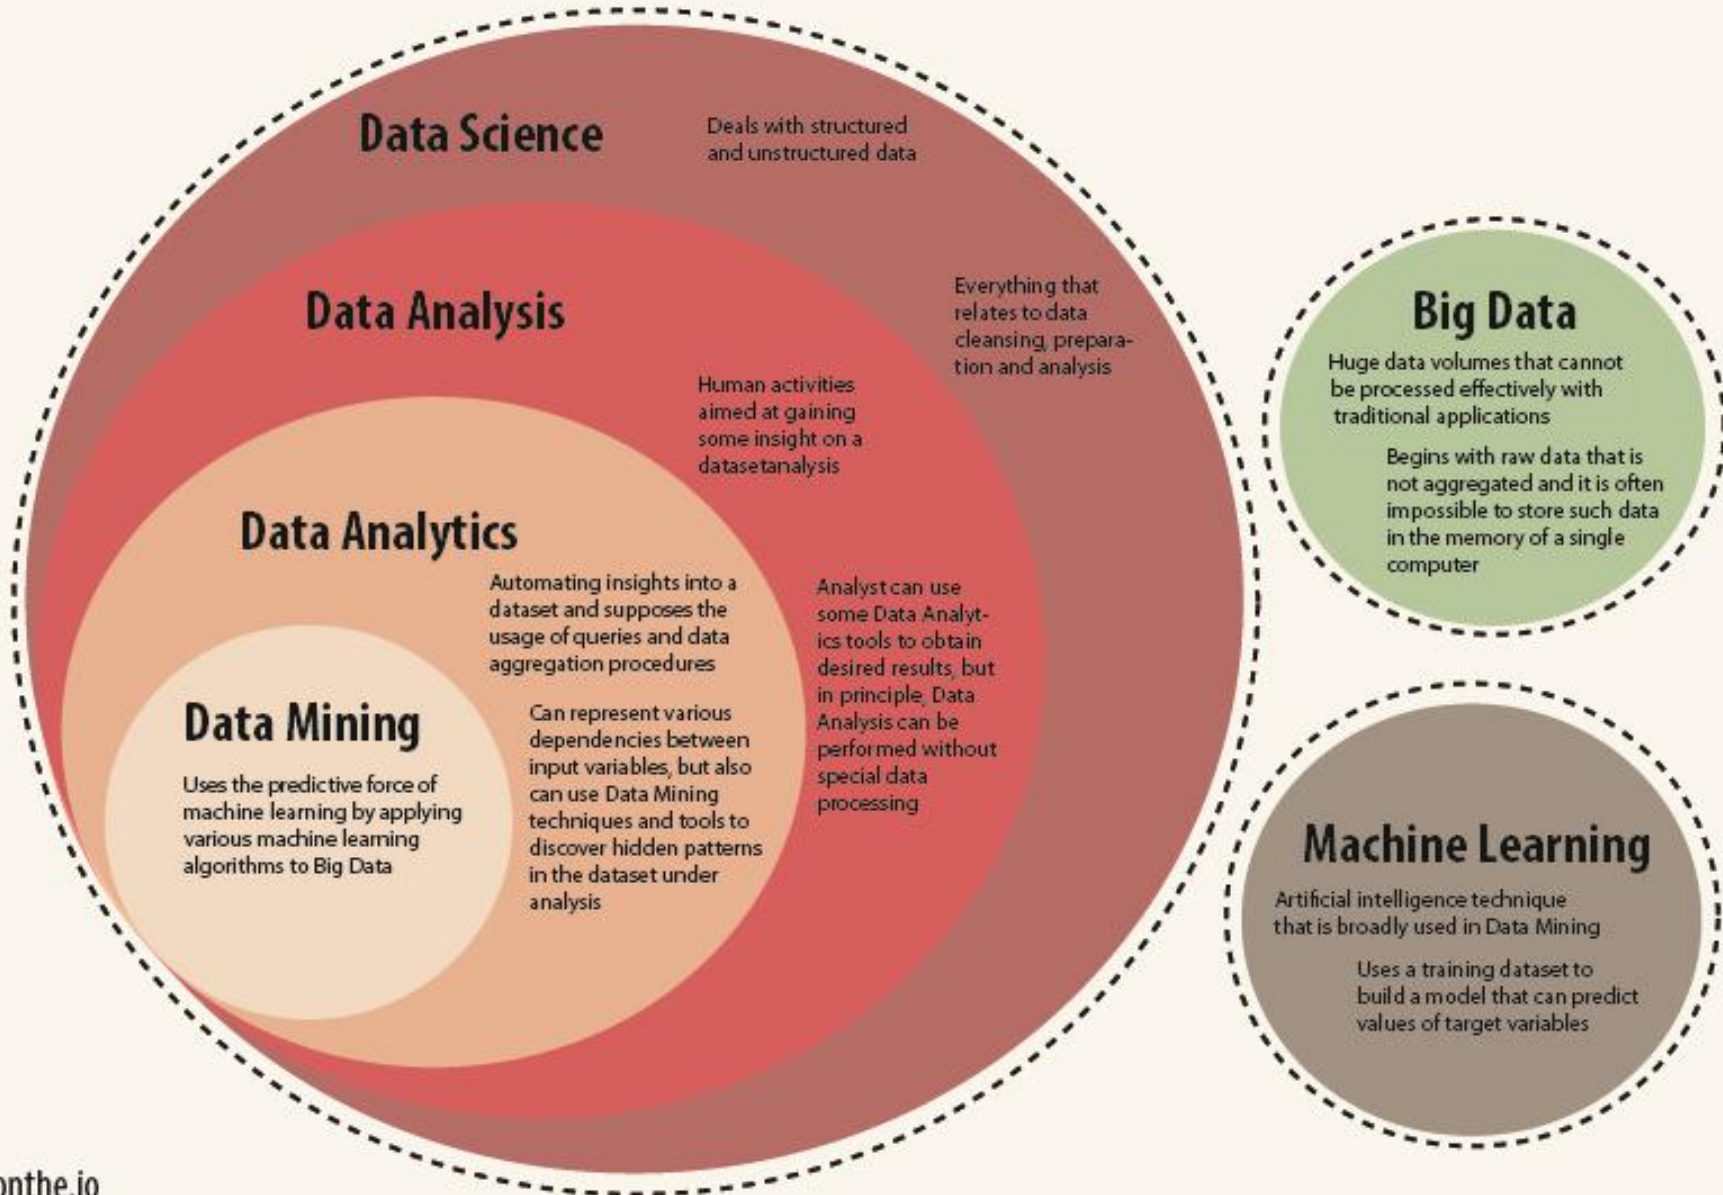 Data Science
Deals with structured
and unstructured data
Everything that
relates to data
cleansing, prepara-
tion and analysis
Data Analysis
Human activities
aimed at gaining
some insight on a
datasetanalysis
Analyst can use
some Data Analyt-
ics tools to obtain
desired results, but
in principle, Data
Analysis can be
performed without
special data
processing
Data Analytics
Automating insights into a
dataset and supposes the
usage of queries and data
aggregation procedures
Can represent various
dependencies between
input variables, but also
can use Data Mining
techniques and tools to
discover hidden patterns
in the dataset under
analysis
Data Mining
Uses the predictive force of
machine learning by applying
various machine learning
algorithms to Big Data
Big Data
Huge data volumes that cannot
be processed effectively with
traditional applications
Begins with raw data that is
not aggregated and it is often
impossible to store such data
in the memory of a single
computer
Machine Learning
Artificial intelligence technique
that is broadly used in Data Mining
Uses a training dataset to
build a model that can predict
values of target variables
onthe.io